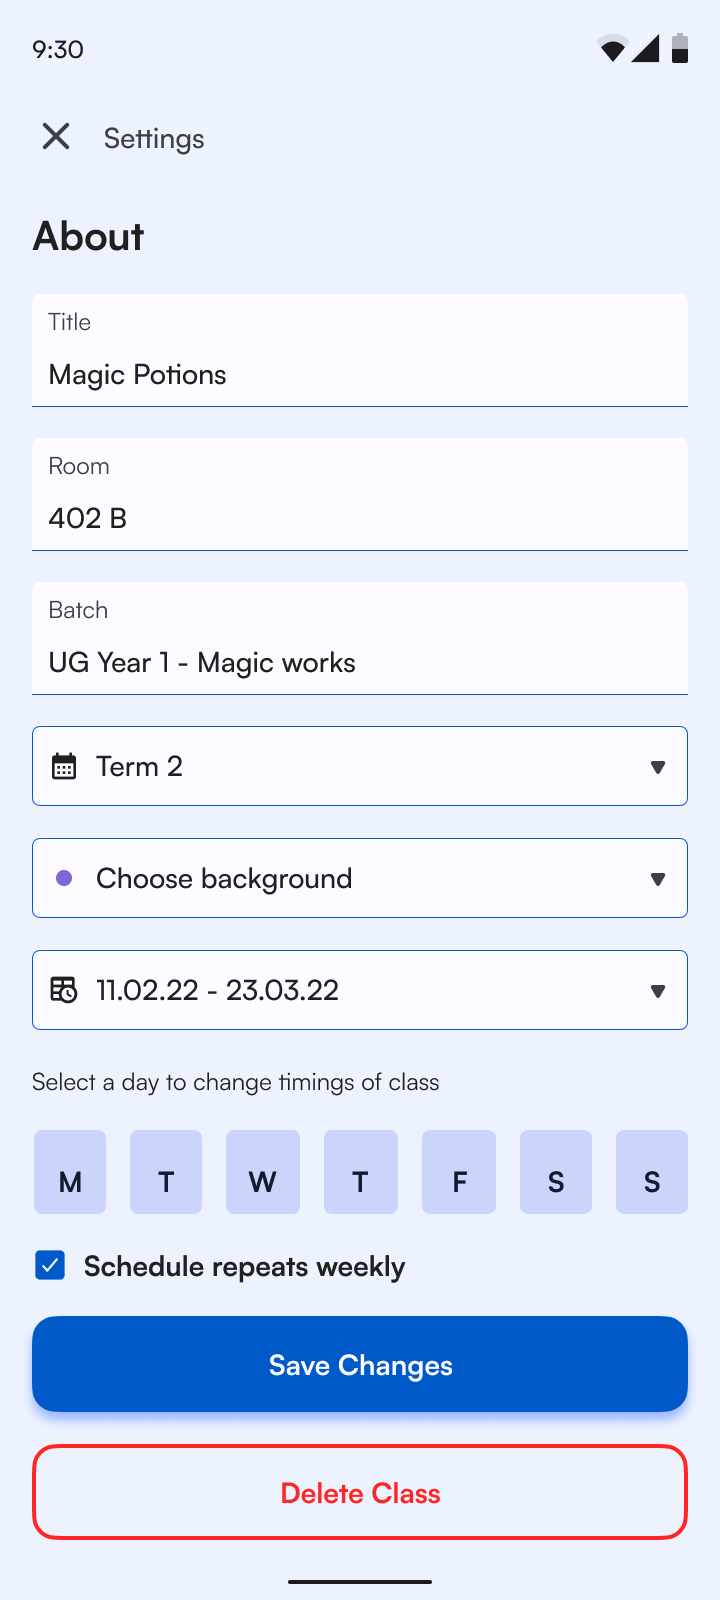 9:30
Settings
About
Title
Magic Potions
Room
402 B
Batch
UG Year 1 - Magic works
Term 2
Choose background
11.02.22 - 23.03.22
Select a day to change timings of class
M T W T F S S
Schedule repeats weekly
Save Changes
Delete Class